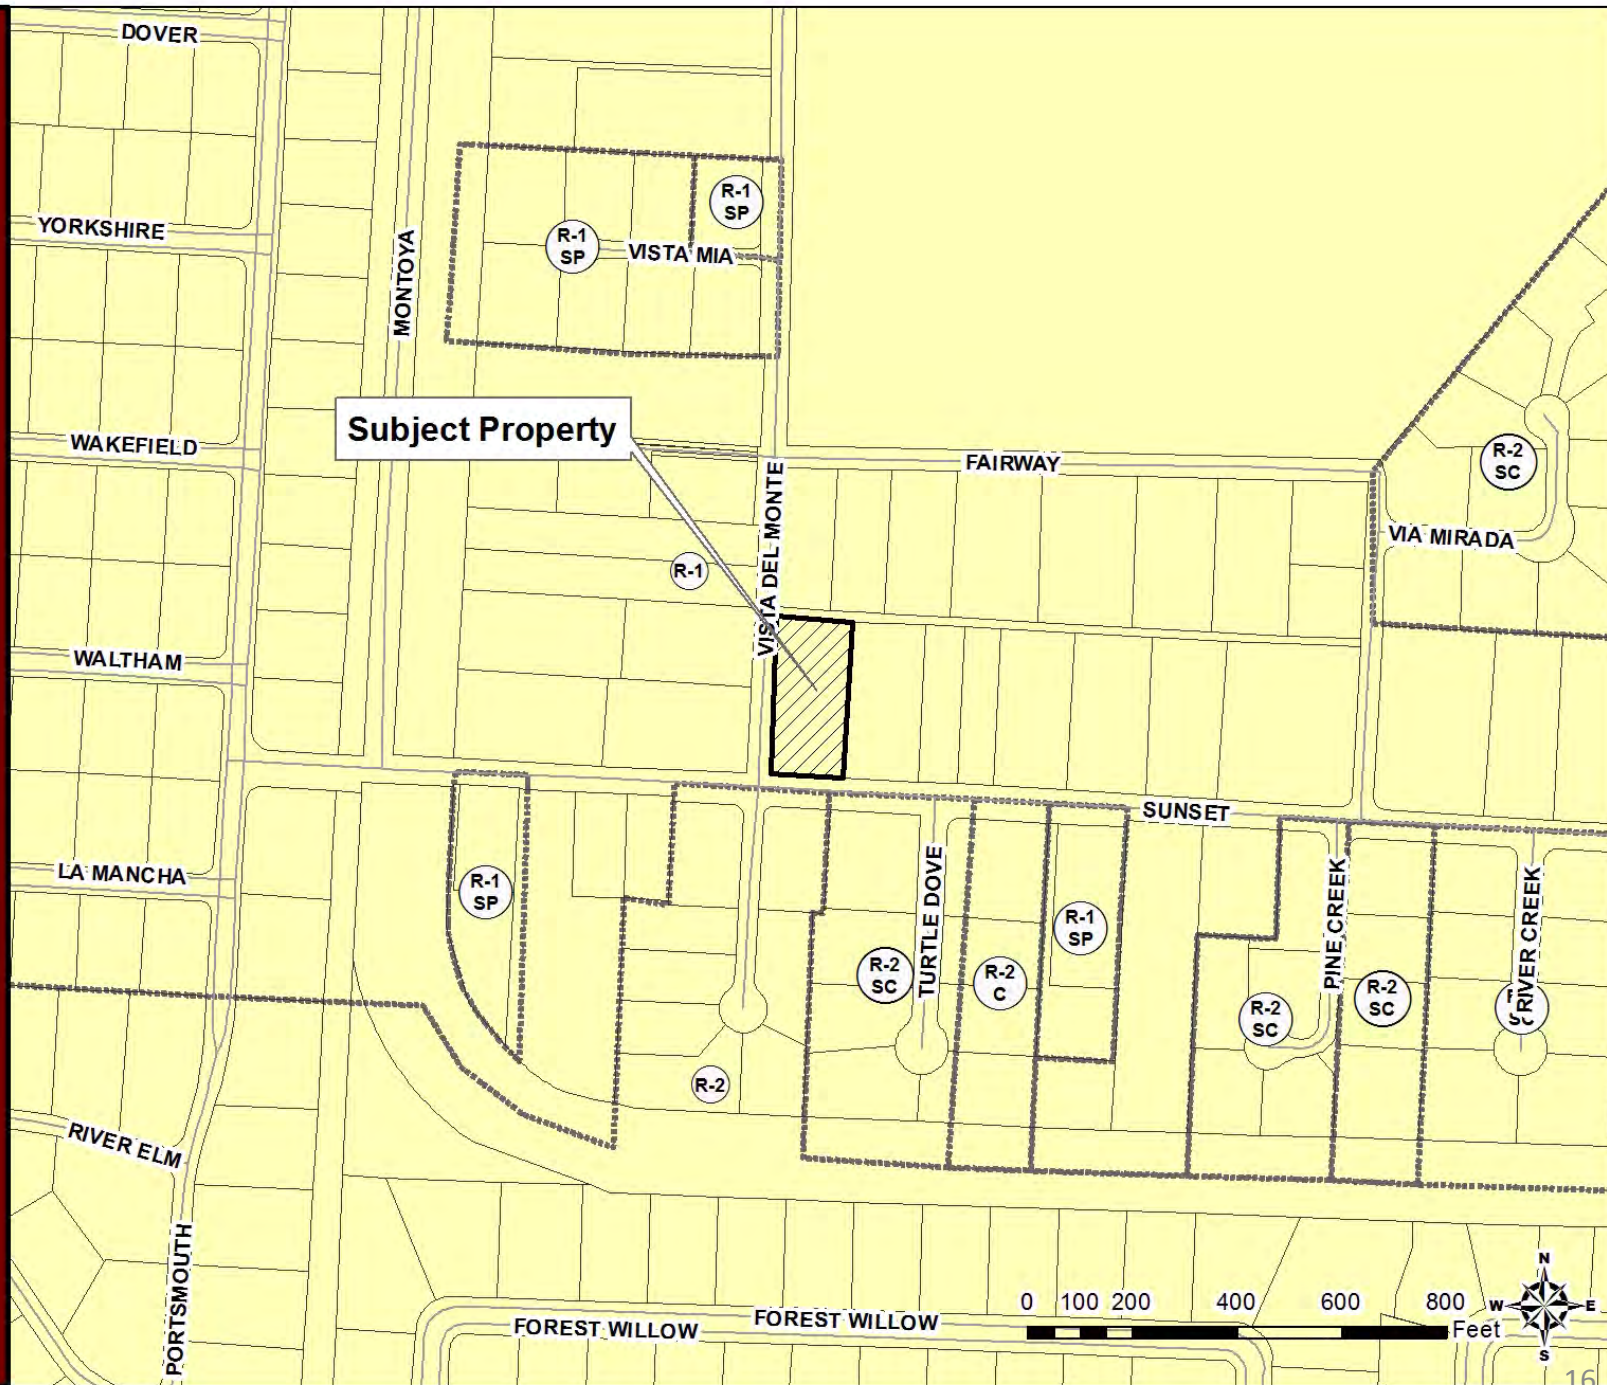 DOVER
R-1
SP
YORKSHIRE
R-1
SP
VISTA MIA
MONTOYA
Subject Property
WAKEFIELD
FAIRWAY
R-2
SC
VISTA DEL MONTE
VIA MIRADA
R-1
WALTHAM
SUNSET
LA MANCHA
R-1
SP
TURTLE DOVE
R-1
SP
PINE CREEK
RIVER CREEK
R-2
SC
R-2
C
R-2
SC
R-2
SC
R-2
RIVER ELM
PORTSMOUTH
N
W
E
S
0 100 200 400 600 800
Feet
FOREST WILLOW
FOREST WILLOW
16